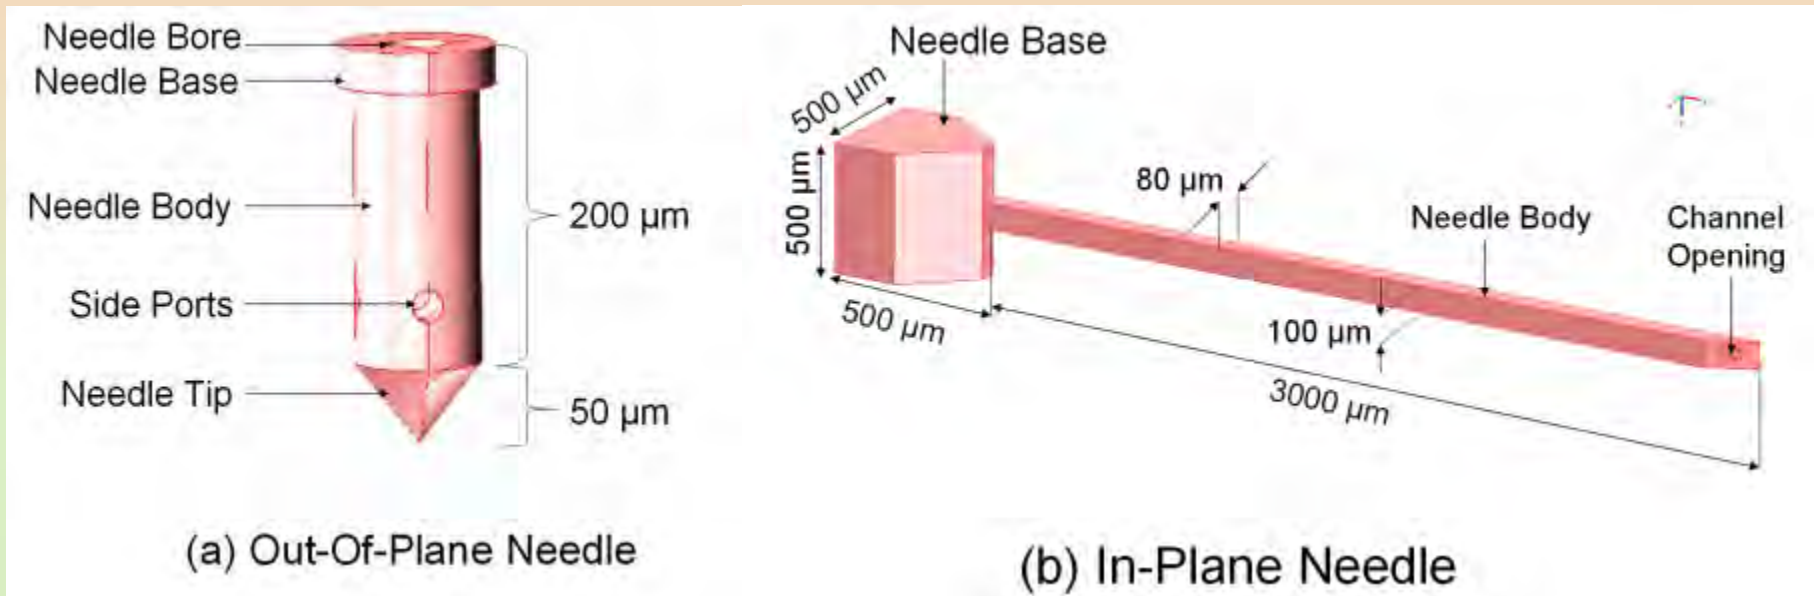 Needle Bore
Needle Base
Needle Body
200 µm
Side Ports
Needle Tip
50 µm
(a) Out-Of-Plane Needle
Needle Base
500 µm
500 µm
500 µm
80 µm
Needle Body
Channel
Opening
100 µm
3000 µm
(b) In-Plane Needle